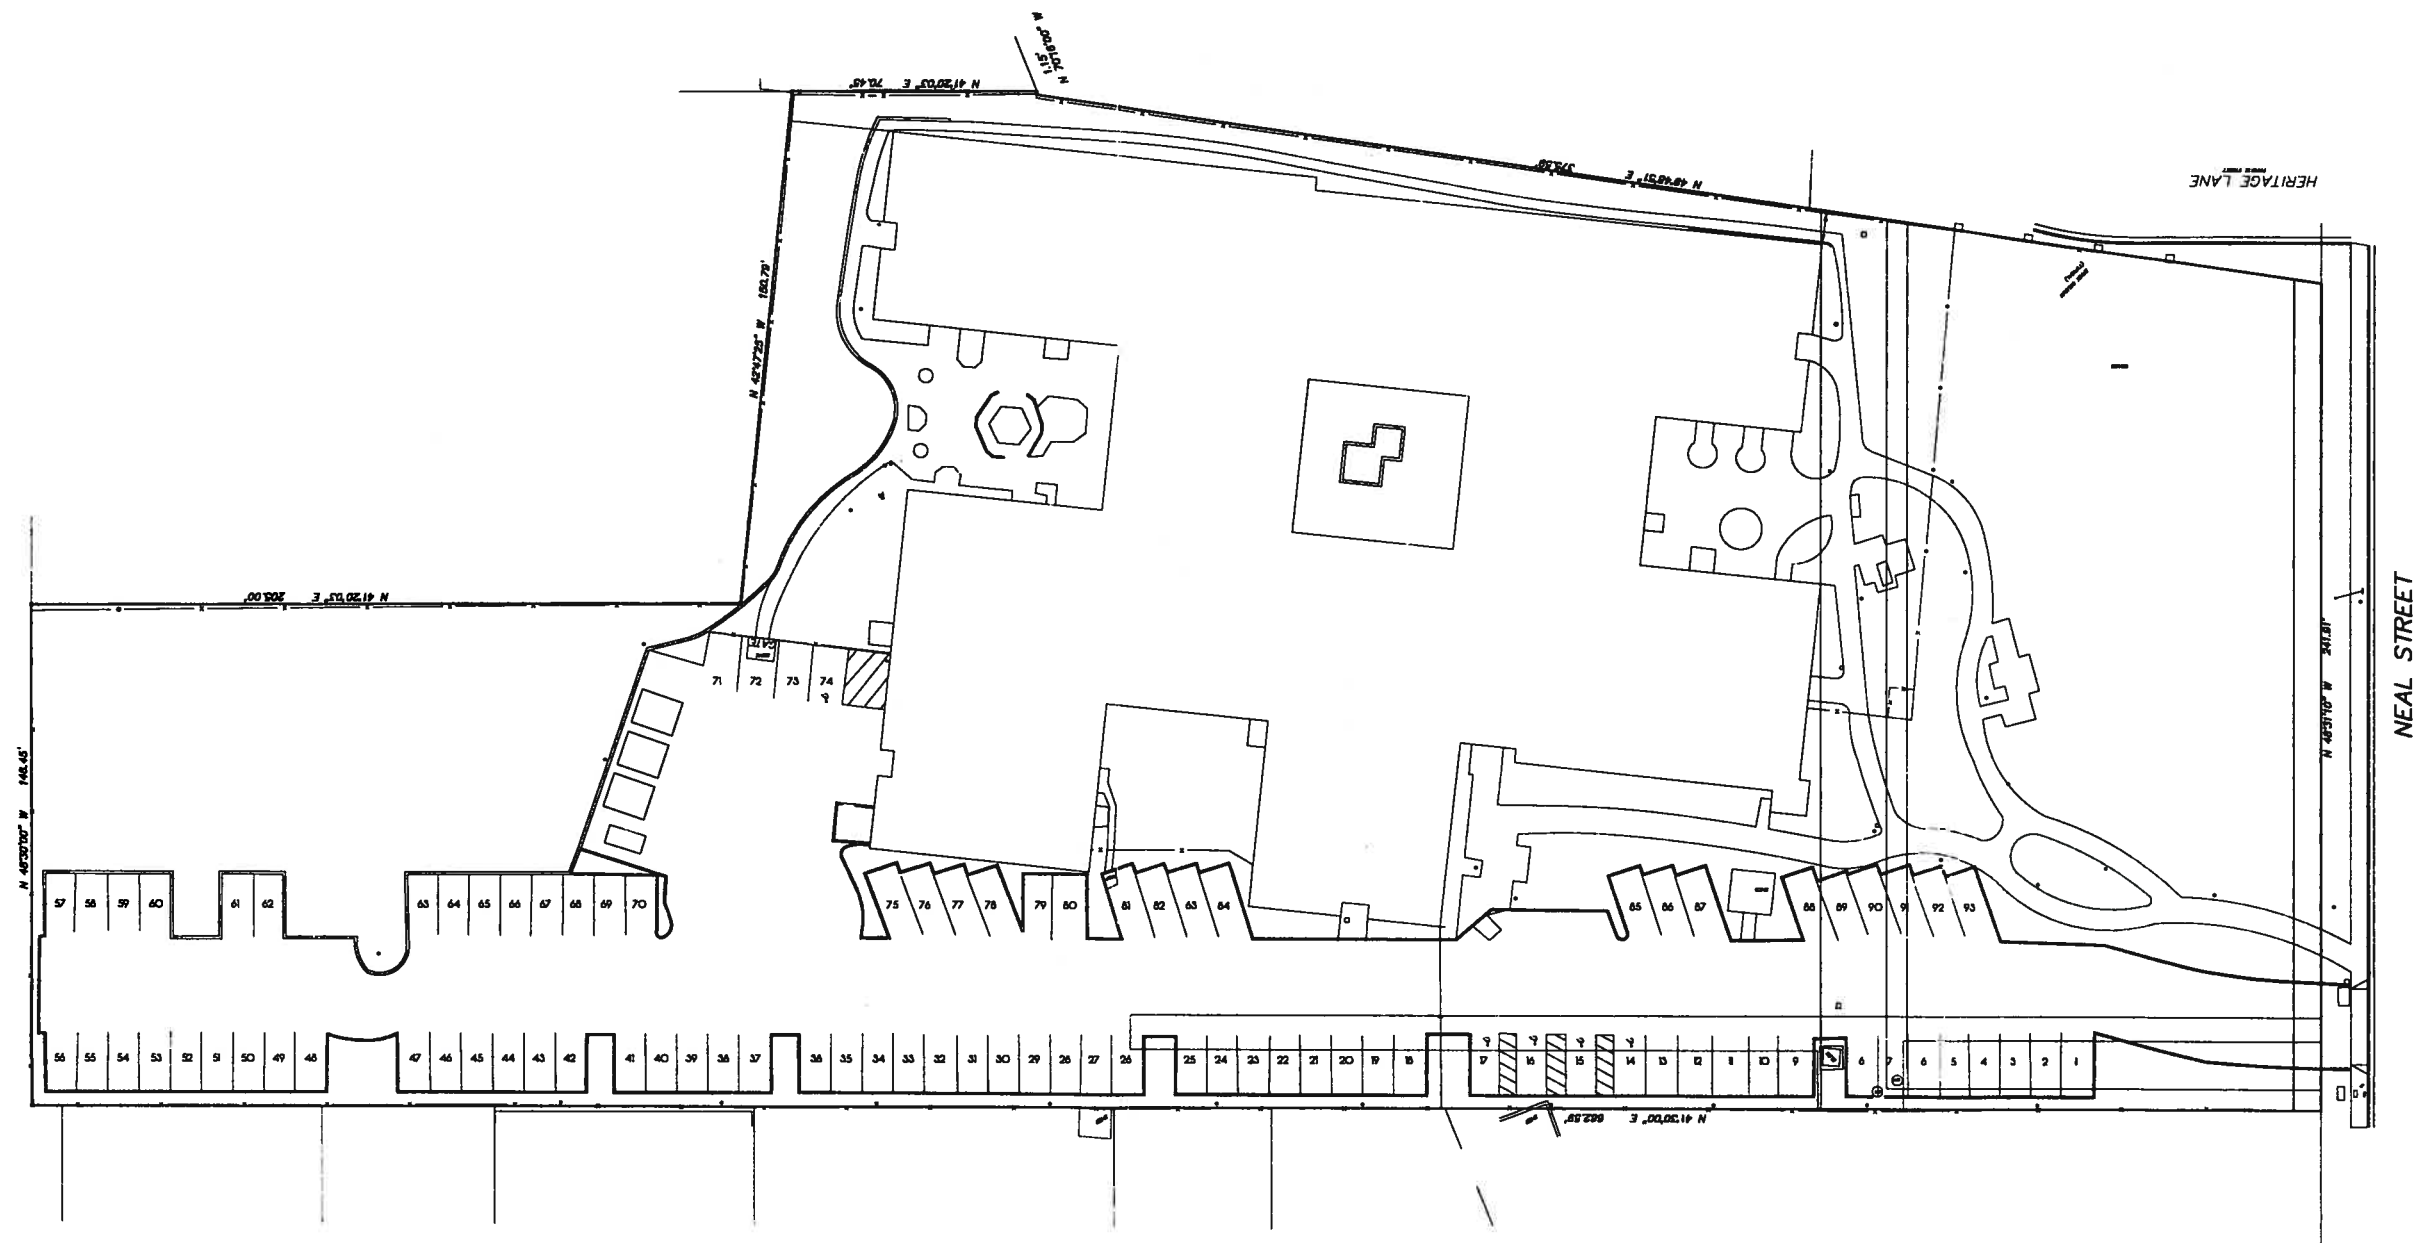 N 70°18'00" W
1.15'
N 41°20'03" E 70.45'
N 48°48'51" E 375.59'
HERITAGE LANE
N 42°47'25" W 150.79'
N 41°20'03" E 205.00'
NEAL STREET
N 48°31'10" W 241.81'
GATE
71 72 73 74
N 48°30'00" W 148.45'
57 58 59 60 61 62 63 64 65 66 67 68 69 70 75 76 77 78 79 80 81 82 83 84 85 86 87 88 89 90 91 92 93
56 55 54 53 52 51 50 49 48 47 46 45 44 43 42 41 40 39 38 37 36 35 34 33 32 31 30 29 28 27 26 25 24 23 22 21 20 19 18 17 16 15 14 13 12 11 10 9 8 7 6 5 4 3 2 1
N 41°30'00" E 662.59'